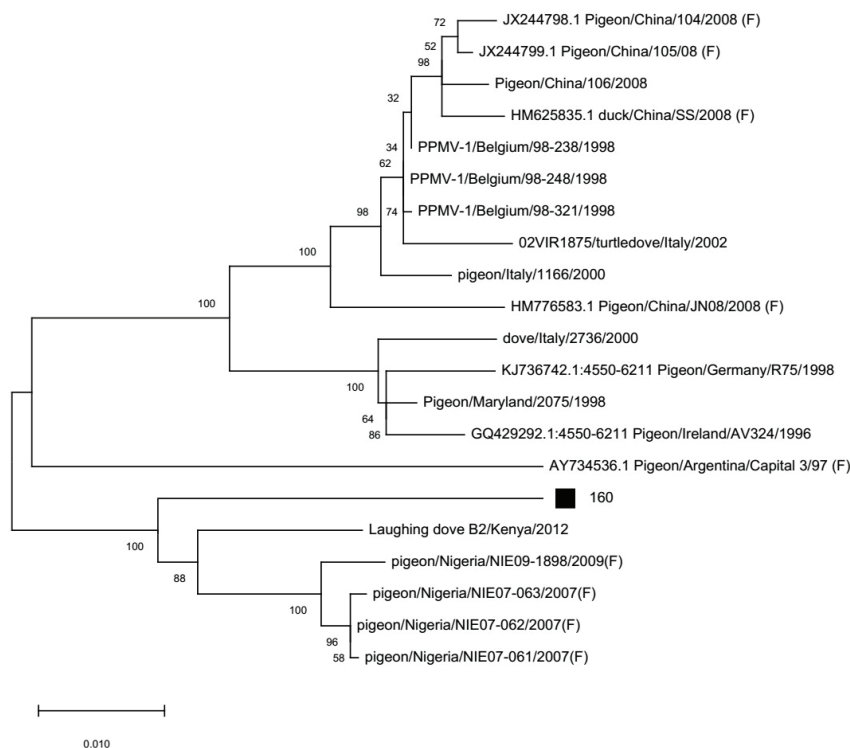 72
JX244798.1 Pigeon/China/104/2008 (F)
52
JX244799.1 Pigeon/China/105/08 (F)
98
Pigeon/China/106/2008
32
HM625835.1 duck/China/SS/2008 (F)
34
PPMV-1/Belgium/98-238/1998
62
PPMV-1/Belgium/98-248/1998
98
74
PPMV-1/Belgium/98-321/1998
02VIR1875/turtledove/Italy/2002
100
pigeon/Italy/1166/2000
100
HM776583.1 Pigeon/China/JN08/2008 (F)
dove/Italy/2736/2000
KJ736742.1:4550-6211 Pigeon/Germany/R75/1998
100
Pigeon/Maryland/2075/1998
64
86
GQ429292.1:4550-6211 Pigeon/Ireland/AV324/1996
AY734536.1 Pigeon/Argentina/Capital 3/97 (F)
160
Laughing dove B2/Kenya/2012
100
pigeon/Nigeria/NIE09-1898/2009(F)
88
pigeon/Nigeria/NIE07-063/2007(F)
100
pigeon/Nigeria/NIE07-062/2007(F)
96
58
pigeon/Nigeria/NIE07-061/2007(F)
0.010